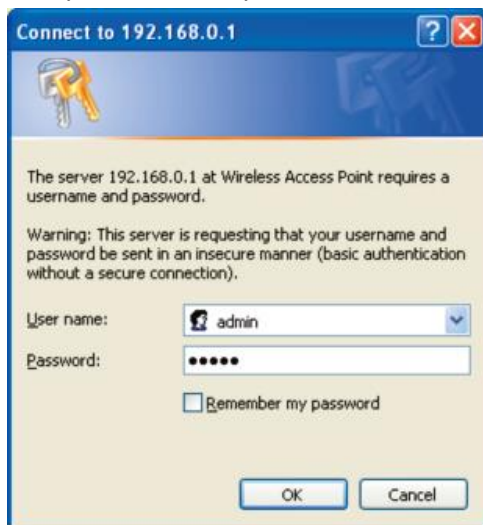 Connect to 192.168.0.1
The server 192.168.0.1 at Wireless Access Point requires a
username and password.
Warning: This server is requesting that your username and
password be sent in an insecure manner (basic authentication
without a secure connection).
User name:
admin
Password:
•••••
Remember my password
OK
Cancel